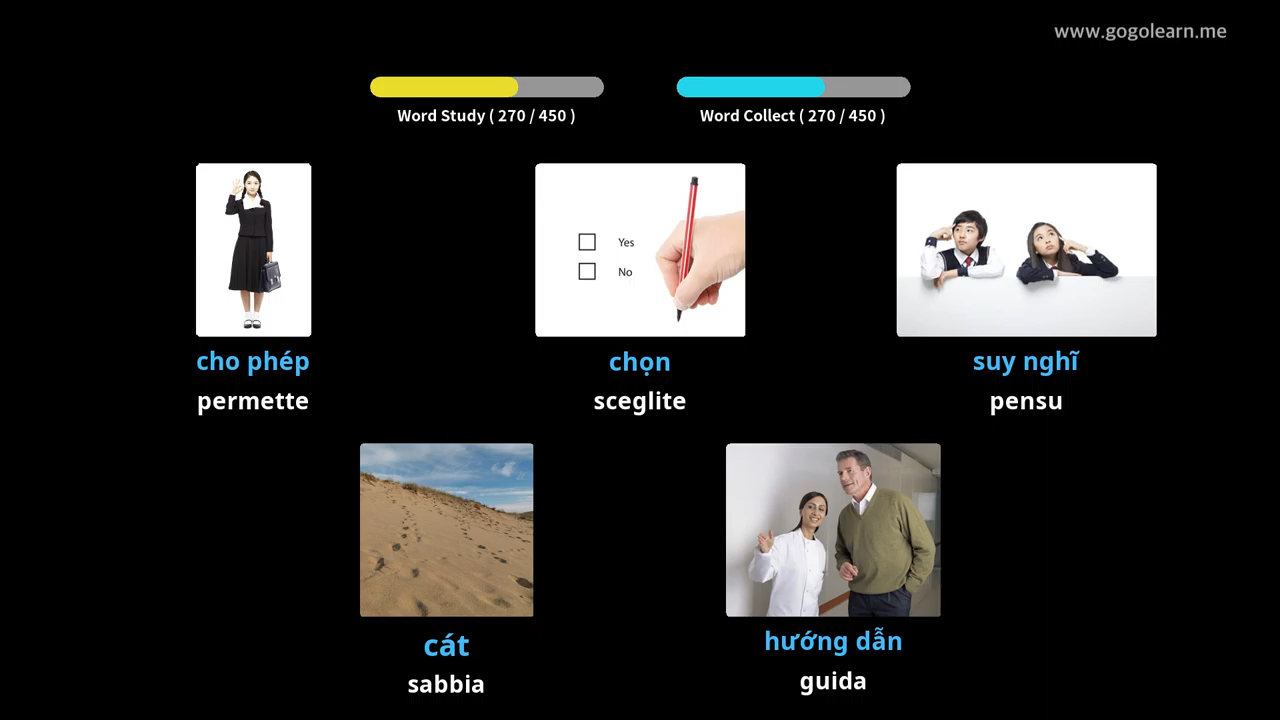 www.gogolearn.me
Word Study ( 270 / 450 )
Word Collect ( 270 / 450 )
Yes
No
cho phép
chọn
suy nghĩ
permette
sceglite
pensu
cát
hướng dẫn
sabbia
guida